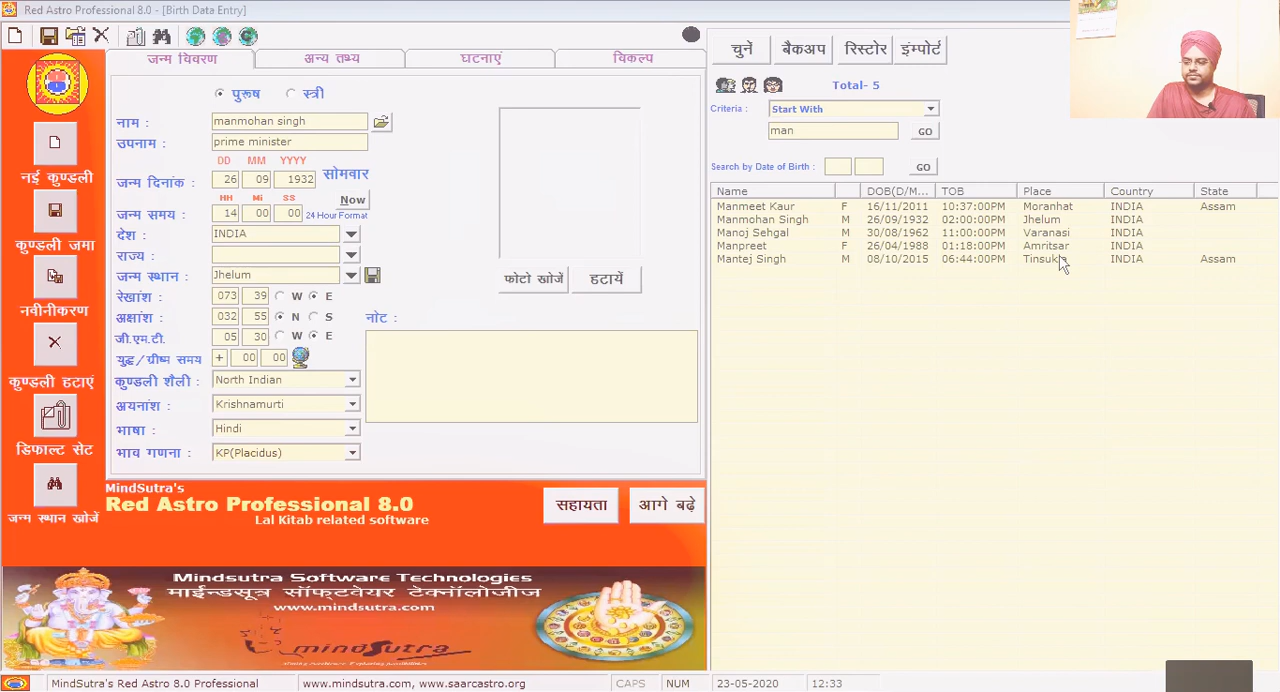 Red Astro Professional 8.0 - [Birth Data Entry]
जन्म विवरण अन्य तथ्य घटनाएं विकल्प
चुनें बैकअप रिस्टोर इंम्पोर्ट
पुरूष स्त्री
Total- 5
Criteria : Start With
नाम : manmohan singh
man GO
उपनाम : prime minister
DD MM YYYY
Search by Date of Birth : GO
जन्म दिनांक : 26 09 1932 सोमवार
HH Mi SS Now
जन्म समय : 14 00 00 24 Hour Format
देश : INDIA
राज्य :
जन्म स्थान : Jhelum
रेखांश : 073 39 W E
अक्षांश : 032 55 N S
जी.एम.टी. 05 30 W E
युद्ध/ग्रीष्म समय + 00 00
कुण्डली शैली : North Indian
अयनांश : Krishnamurti
भाषा : Hindi
भाव गणना : KP(Placidus)
फोटो खोजें हटायें
नोट :
Name DOB(D/M... TOB Place Country State
Manmeet Kaur F 16/11/2011 10:37:00PM Moranhat INDIA Assam
Manmohan Singh M 26/09/1932 02:00:00PM Jhelum INDIA
Manoj Sehgal M 30/08/1962 11:00:00PM Varanasi INDIA
Manpreet F 26/04/1988 01:18:00PM Amritsar INDIA
Mantej Singh M 08/10/2015 06:44:00PM INDIA Assam
नई कुण्डली
कुण्डली जमा
नवीनीकरण
कुण्डली हटाएं
डिफाल्ट सेट
जन्म स्थान खोजें
MindSutra's
Red Astro Professional 8.0
Lal Kitab related software
सहायता आगे बढ़े
Mindsutra Software Technologies
माईन्डसूत्र सॉफ्टवेयर टेक्नॉलोजीज
www.mindsutra.com
mindSutra
MindSutra's Red Astro 8.0 Professional www.mindsutra.com, www.saarcastro.org CAPS NUM 23-05-2020 12:33